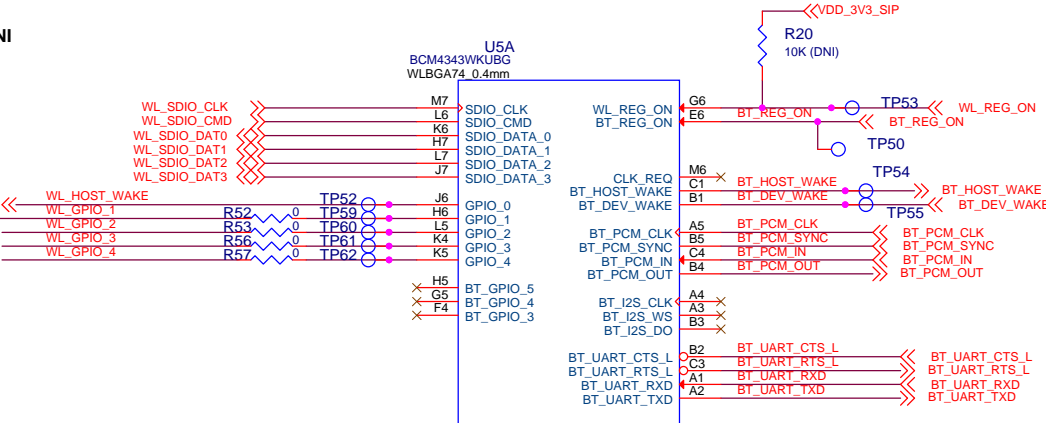 VDD_3V3_SIP
NI
R20
10K (DNI)
U5A
BCM4343WKUBG
WLBGA74_0.4mm
WL_SDIO_CLK M7 SDIO_CLK WL_REG_ON G6 TP53 WL_REG_ON
WL_SDIO_CMD L6 SDIO_CMD BT_REG_ON E6 BT_REG_ON BT_REG_ON
WL_SDIO_DAT0 K6 SDIO_DATA_0
WL_SDIO_DAT1 H7 SDIO_DATA_1 TP50
WL_SDIO_DAT2 L7 SDIO_DATA_2
WL_SDIO_DAT3 J7 SDIO_DATA_3 CLK_REQ M6 TP54
WL_HOST_WAKE TP52 J6 GPIO_0 BT_HOST_WAKE C1 BT_HOST_WAKE BT_HOST_WAKE
WL_GPIO_1 R52 0 TP59 H6 GPIO_1 BT_DEV_WAKE B1 BT_DEV_WAKE TP55 BT_DEV_WAKE
WL_GPIO_2 R53 0 TP60 L5 GPIO_2 BT_PCM_CLK A5 BT_PCM_CLK BT_PCM_CLK
WL_GPIO_3 R56 0 TP61 K4 GPIO_3 BT_PCM_SYNC B5 BT_PCM_SYNC BT_PCM_SYNC
WL_GPIO_4 R57 0 TP62 K5 GPIO_4 BT_PCM_IN C4 BT_PCM_IN BT_PCM_IN
BT_PCM_OUT B4 BT_PCM_OUT BT_PCM_OUT
H5 BT_GPIO_5
G5 BT_GPIO_4 BT_I2S_CLK A4
F4 BT_GPIO_3 BT_I2S_WS A3
BT_I2S_DO B3
BT_UART_CTS_L B2 BT_UART_CTS_L BT_UART_CTS_L
BT_UART_RTS_L C3 BT_UART_RTS_L BT_UART_RTS_L
BT_UART_RXD A1 BT_UART_RXD BT_UART_RXD
BT_UART_TXD A2 BT_UART_TXD BT_UART_TXD